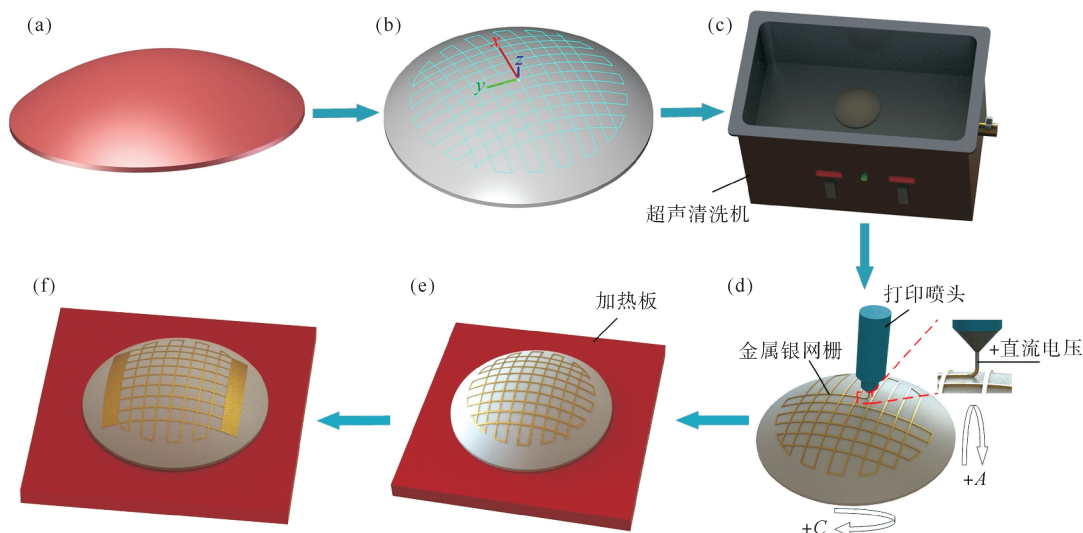 (a)
(b)
x
z
y
(c)
超声清洗机
(d)
打印喷头
金属银网栅
+直流电压
+A
+C
(e)
加热板
(f)